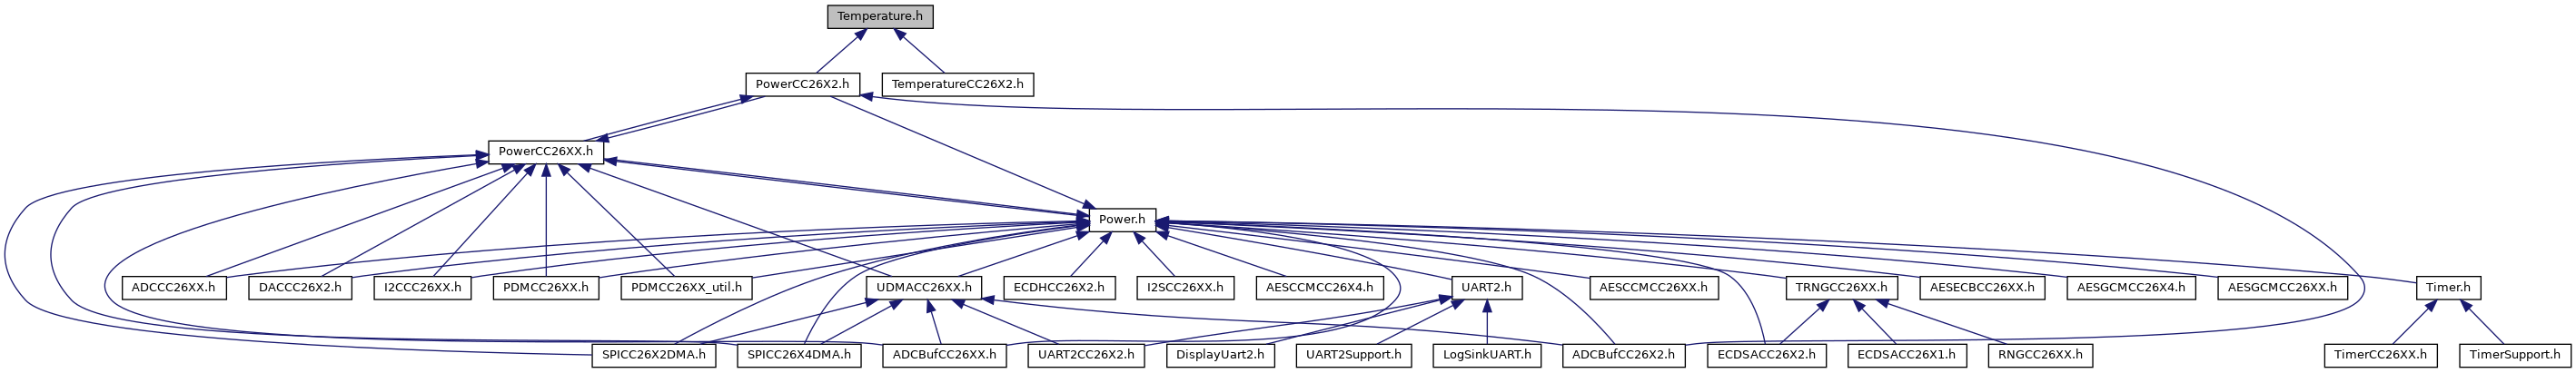 Temperature.h
PowerCC26X2.h
TemperatureCC26X2.h
PowerCC26XX.h
Power.h
ADCCC26XX.h
DACCC26X2.h
I2CCC26XX.h
PDMCC26XX.h
PDMCC26XX_util.h
UDMACC26XX.h
ECDHCC26X2.h
I2SCC26XX.h
AESCCMCC26X4.h
UART2.h
AESCCMCC26XX.h
TRNGCC26XX.h
AESECBCC26XX.h
AESGCMCC26X4.h
AESGCMCC26XX.h
Timer.h
SPICC26X2DMA.h
SPICC26X4DMA.h
ADCBufCC26XX.h
UART2CC26X2.h
DisplayUart2.h
UART2Support.h
LogSinkUART.h
ADCBufCC26X2.h
ECDSACC26X2.h
ECDSACC26X1.h
RNGCC26XX.h
TimerCC26XX.h
TimerSupport.h